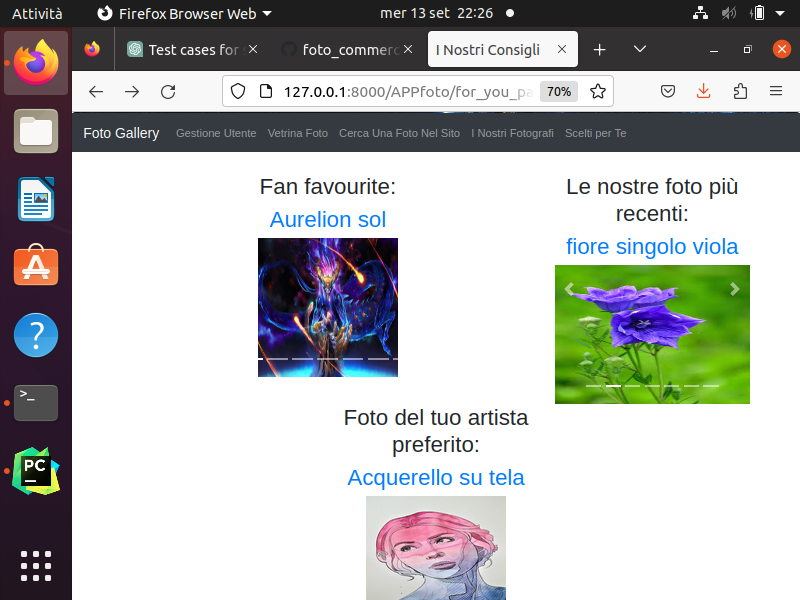 Attività
Firefox Browser Web
mer 13 set 22:26
Test cases for
foto_commerc
I Nostri Consigli
127.0.0.1:8000/APPfoto/for_you_pa
70%
Foto Gallery
Gestione Utente
Vetrina Foto
Cerca Una Foto Nel Sito
I Nostri Fotografi
Scelti per Te
Fan favourite:
Aurelion sol
Le nostre foto più
recenti:
fiore singolo viola
Foto del tuo artista
preferito:
Acquerello su tela
>_
PC
?